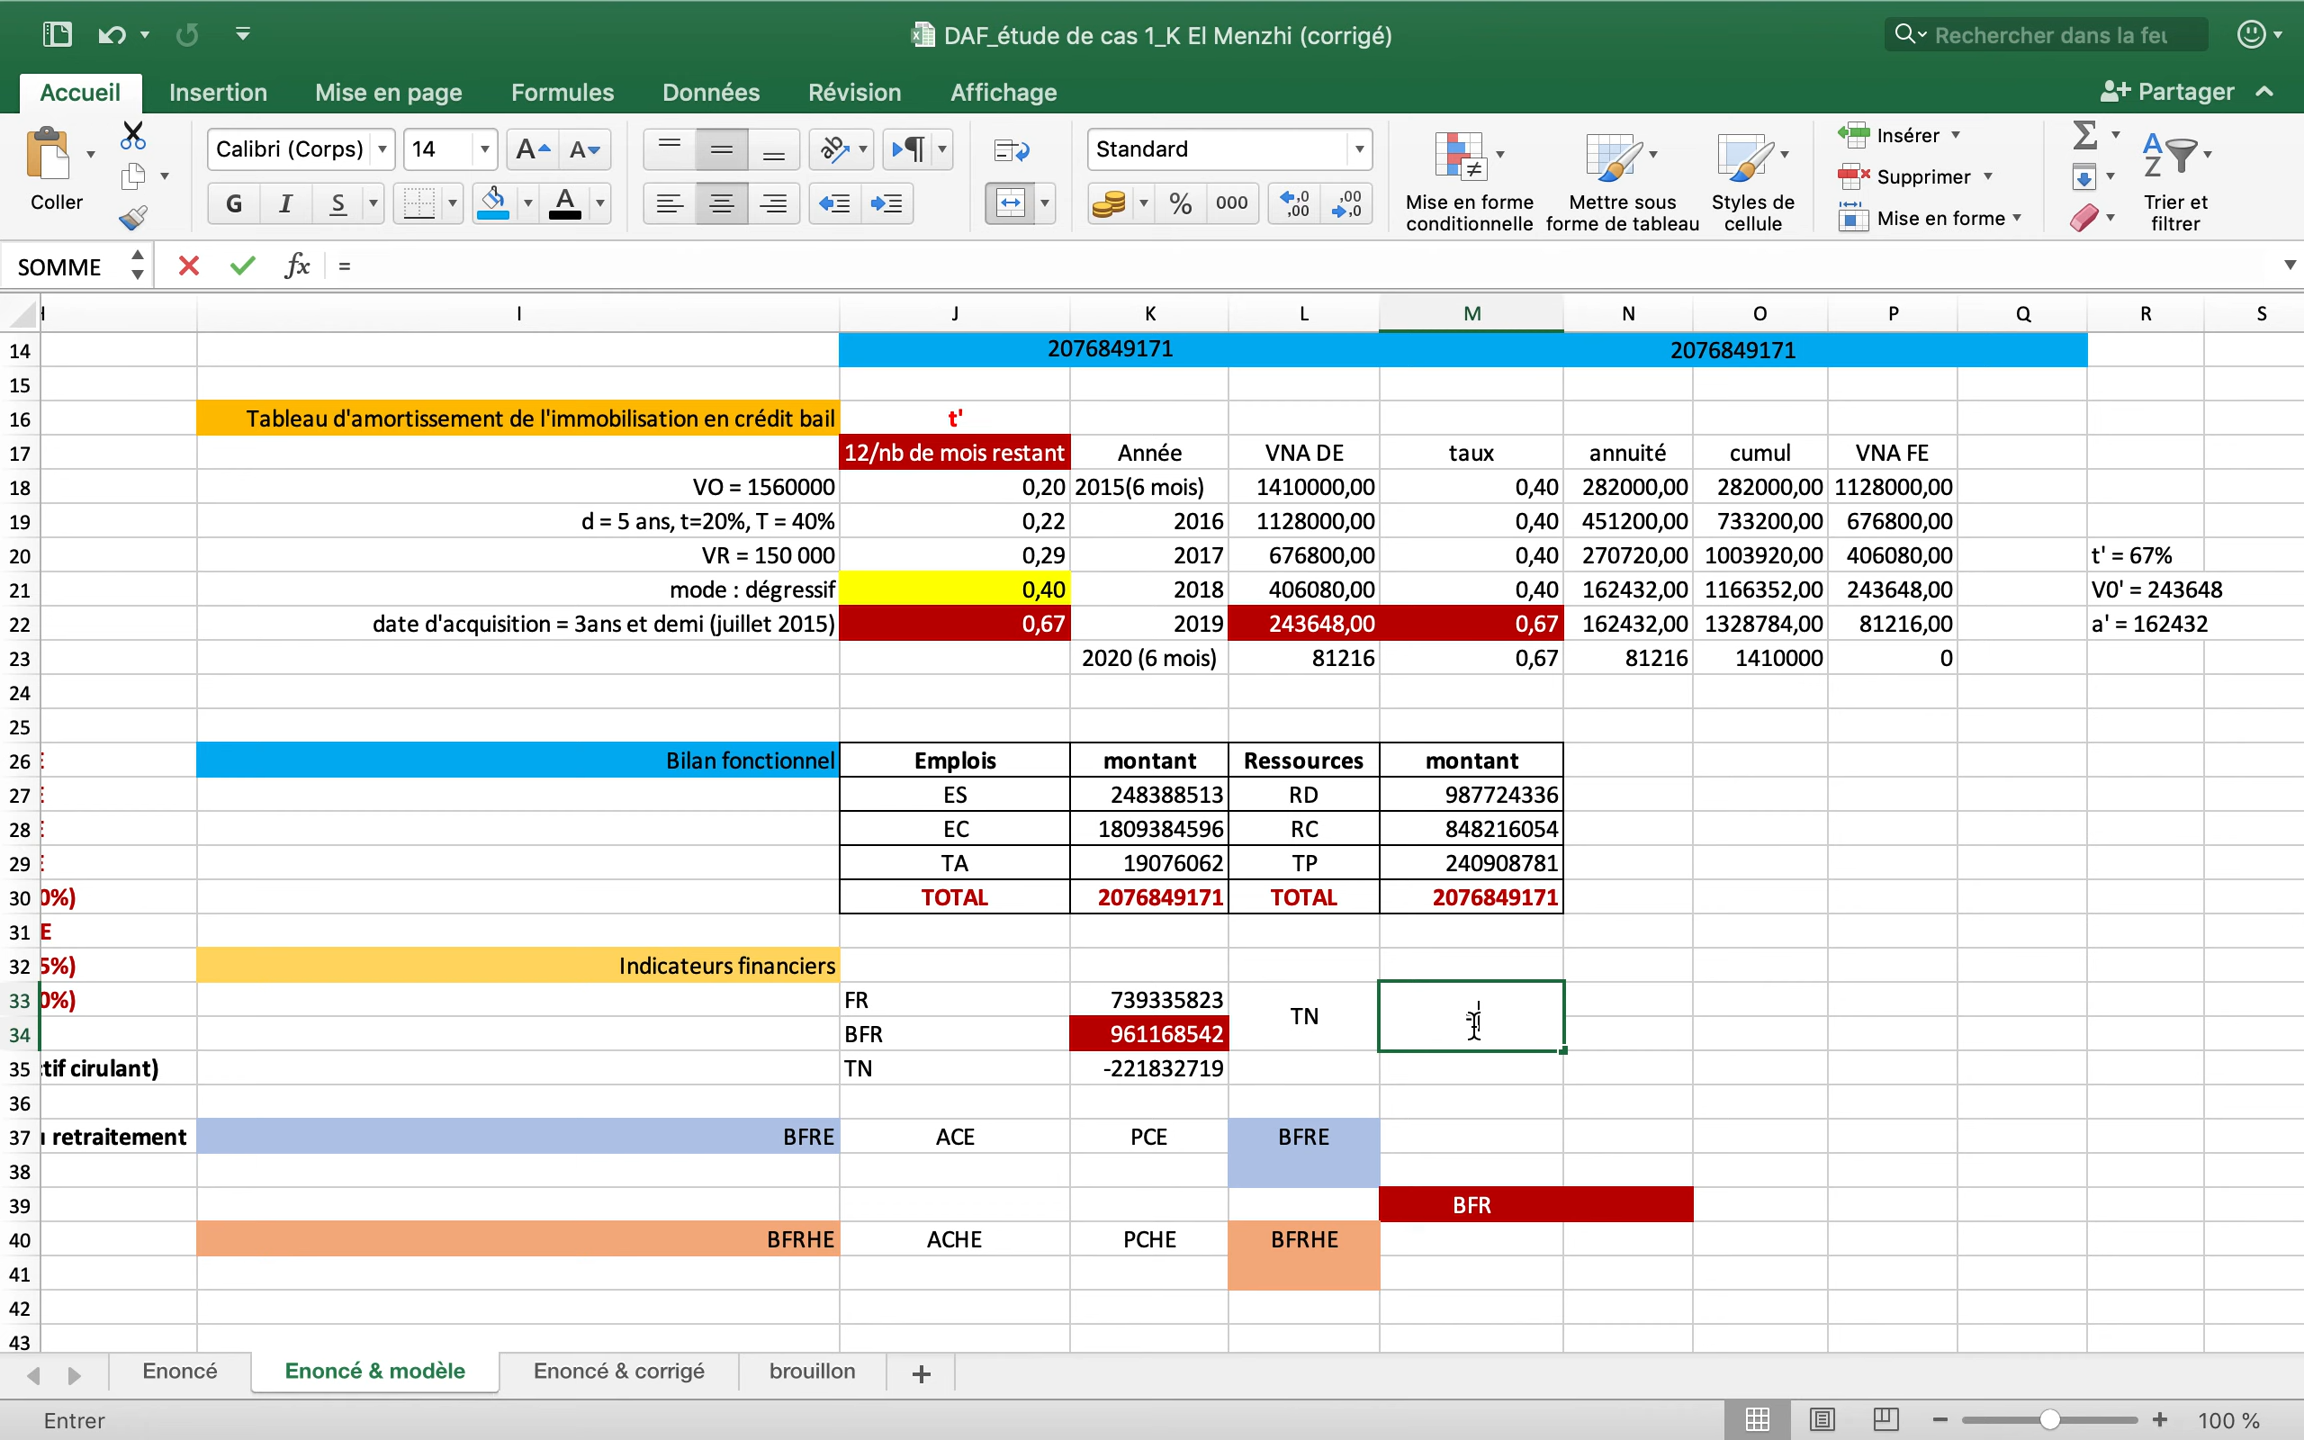 DAF_étude de cas 1_K El Menzhi (corrigé)
Rechercher dans la feu
Accueil Insertion Mise en page Formules Données Révision Affichage Partager
Calibri (Corps) 14 Standard Insérer
Coller Supprimer
G I S % 000 Mise en forme conditionnelle Mettre sous forme de tableau Styles de cellule Mise en forme Trier et filtrer
SOMME fx =
I J K L M N O P Q R S
14 2076849171 2076849171
15
16 Tableau d'amortissement de l'immobilisation en crédit bail t'
17 12/nb de mois restant Année VNA DE taux annuité cumul VNA FE
18 VO = 1560000 0,20 2015(6 mois) 1410000,00 0,40 282000,00 282000,00 1128000,00
19 d = 5 ans, t=20%, T = 40% 0,22 2016 1128000,00 0,40 451200,00 733200,00 676800,00
20 VR = 150 000 0,29 2017 676800,00 0,40 270720,00 1003920,00 406080,00 t' = 67%
21 mode : dégressif 0,40 2018 406080,00 0,40 162432,00 1166352,00 243648,00 V0' = 243648
22 date d'acquisition = 3ans et demi (juillet 2015) 0,67 2019 243648,00 0,67 162432,00 1328784,00 81216,00 a' = 162432
23 2020 (6 mois) 81216 0,67 81216 1410000 0
24
25
26 Bilan fonctionnel Emplois montant Ressources montant
27 ES 248388513 RD 987724336
28 EC 1809384596 RC 848216054
29 TA 19076062 TP 240908781
30 0%) TOTAL 2076849171 TOTAL 2076849171
31 E
32 5%) Indicateurs financiers
33 0%) FR 739335823 TN
34 BFR 961168542
35 tif cirulant) TN -221832719
36
37 retraitement BFRE ACE PCE BFRE
38
39 BFR
40 BFRHE ACHE PCHE BFRHE
41
42
43
Enoncé Enoncé & modèle Enoncé & corrigé brouillon +
Entrer 100 %